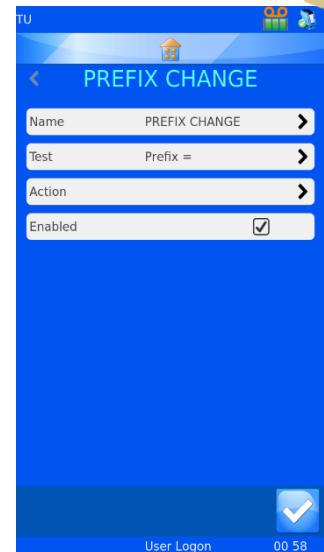 TU
PREFIX CHANGE
Name PREFIX CHANGE
Test Prefix =
Action
Enabled
User Logon 00 58